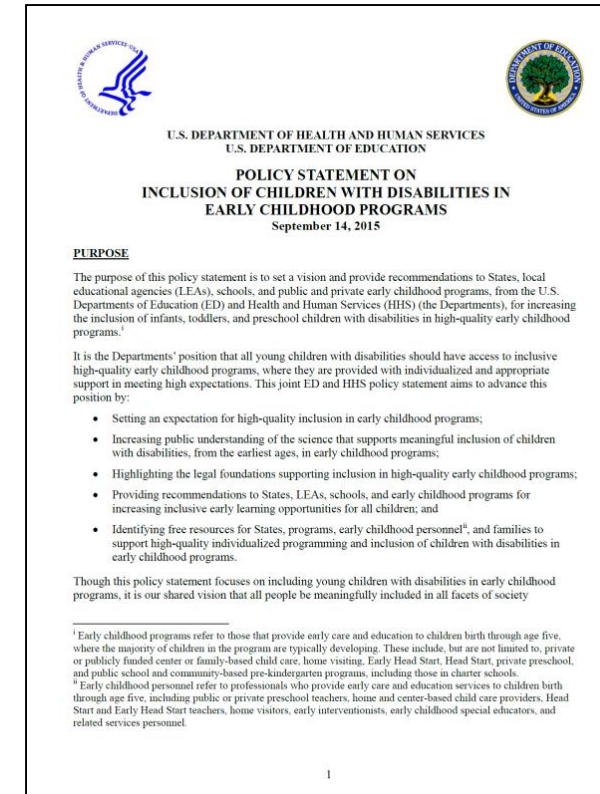 DEPARTMENT OF HEALTH & HUMAN SERVICES · USA
DEPARTMENT OF EDUCATION
UNITED STATES OF AMERICA
U.S. DEPARTMENT OF HEALTH AND HUMAN SERVICES
U.S. DEPARTMENT OF EDUCATION
POLICY STATEMENT ON
INCLUSION OF CHILDREN WITH DISABILITIES IN
EARLY CHILDHOOD PROGRAMS
September 14, 2015
PURPOSE
The purpose of this policy statement is to set a vision and provide recommendations to States, local
educational agencies (LEAs), schools, and public and private early childhood programs, from the U.S.
Departments of Education (ED) and Health and Human Services (HHS) (the Departments), for increasing
the inclusion of infants, toddlers, and preschool children with disabilities in high-quality early childhood
programs.i
It is the Departments' position that all young children with disabilities should have access to inclusive
high-quality early childhood programs, where they are provided with individualized and appropriate
support in meeting high expectations. This joint ED and HHS policy statement aims to advance this
position by:
• Setting an expectation for high-quality inclusion in early childhood programs;
• Increasing public understanding of the science that supports meaningful inclusion of children
with disabilities, from the earliest ages, in early childhood programs;
• Highlighting the legal foundations supporting inclusion in high-quality early childhood programs;
• Providing recommendations to States, LEAs, schools, and early childhood programs for
increasing inclusive early learning opportunities for all children; and
• Identifying free resources for States, programs, early childhood personnelii, and families to
support high-quality individualized programming and inclusion of children with disabilities in
early childhood programs.
Though this policy statement focuses on including young children with disabilities in early childhood
programs, it is our shared vision that all people be meaningfully included in all facets of society
i Early childhood programs refer to those that provide early care and education to children birth through age five,
where the majority of children in the program are typically developing. These include, but are not limited to, private
or publicly funded center or family-based child care, home visiting, Early Head Start, Head Start, private preschool,
and public school and community-based pre-kindergarten programs, including those in charter schools.
ii Early childhood personnel refer to professionals who provide early care and education services to children birth
through age five, including public or private preschool teachers, home and center-based child care providers, Head
Start and Early Head Start teachers, home visitors, early interventionists, early childhood special educators, and
related services personnel.
1